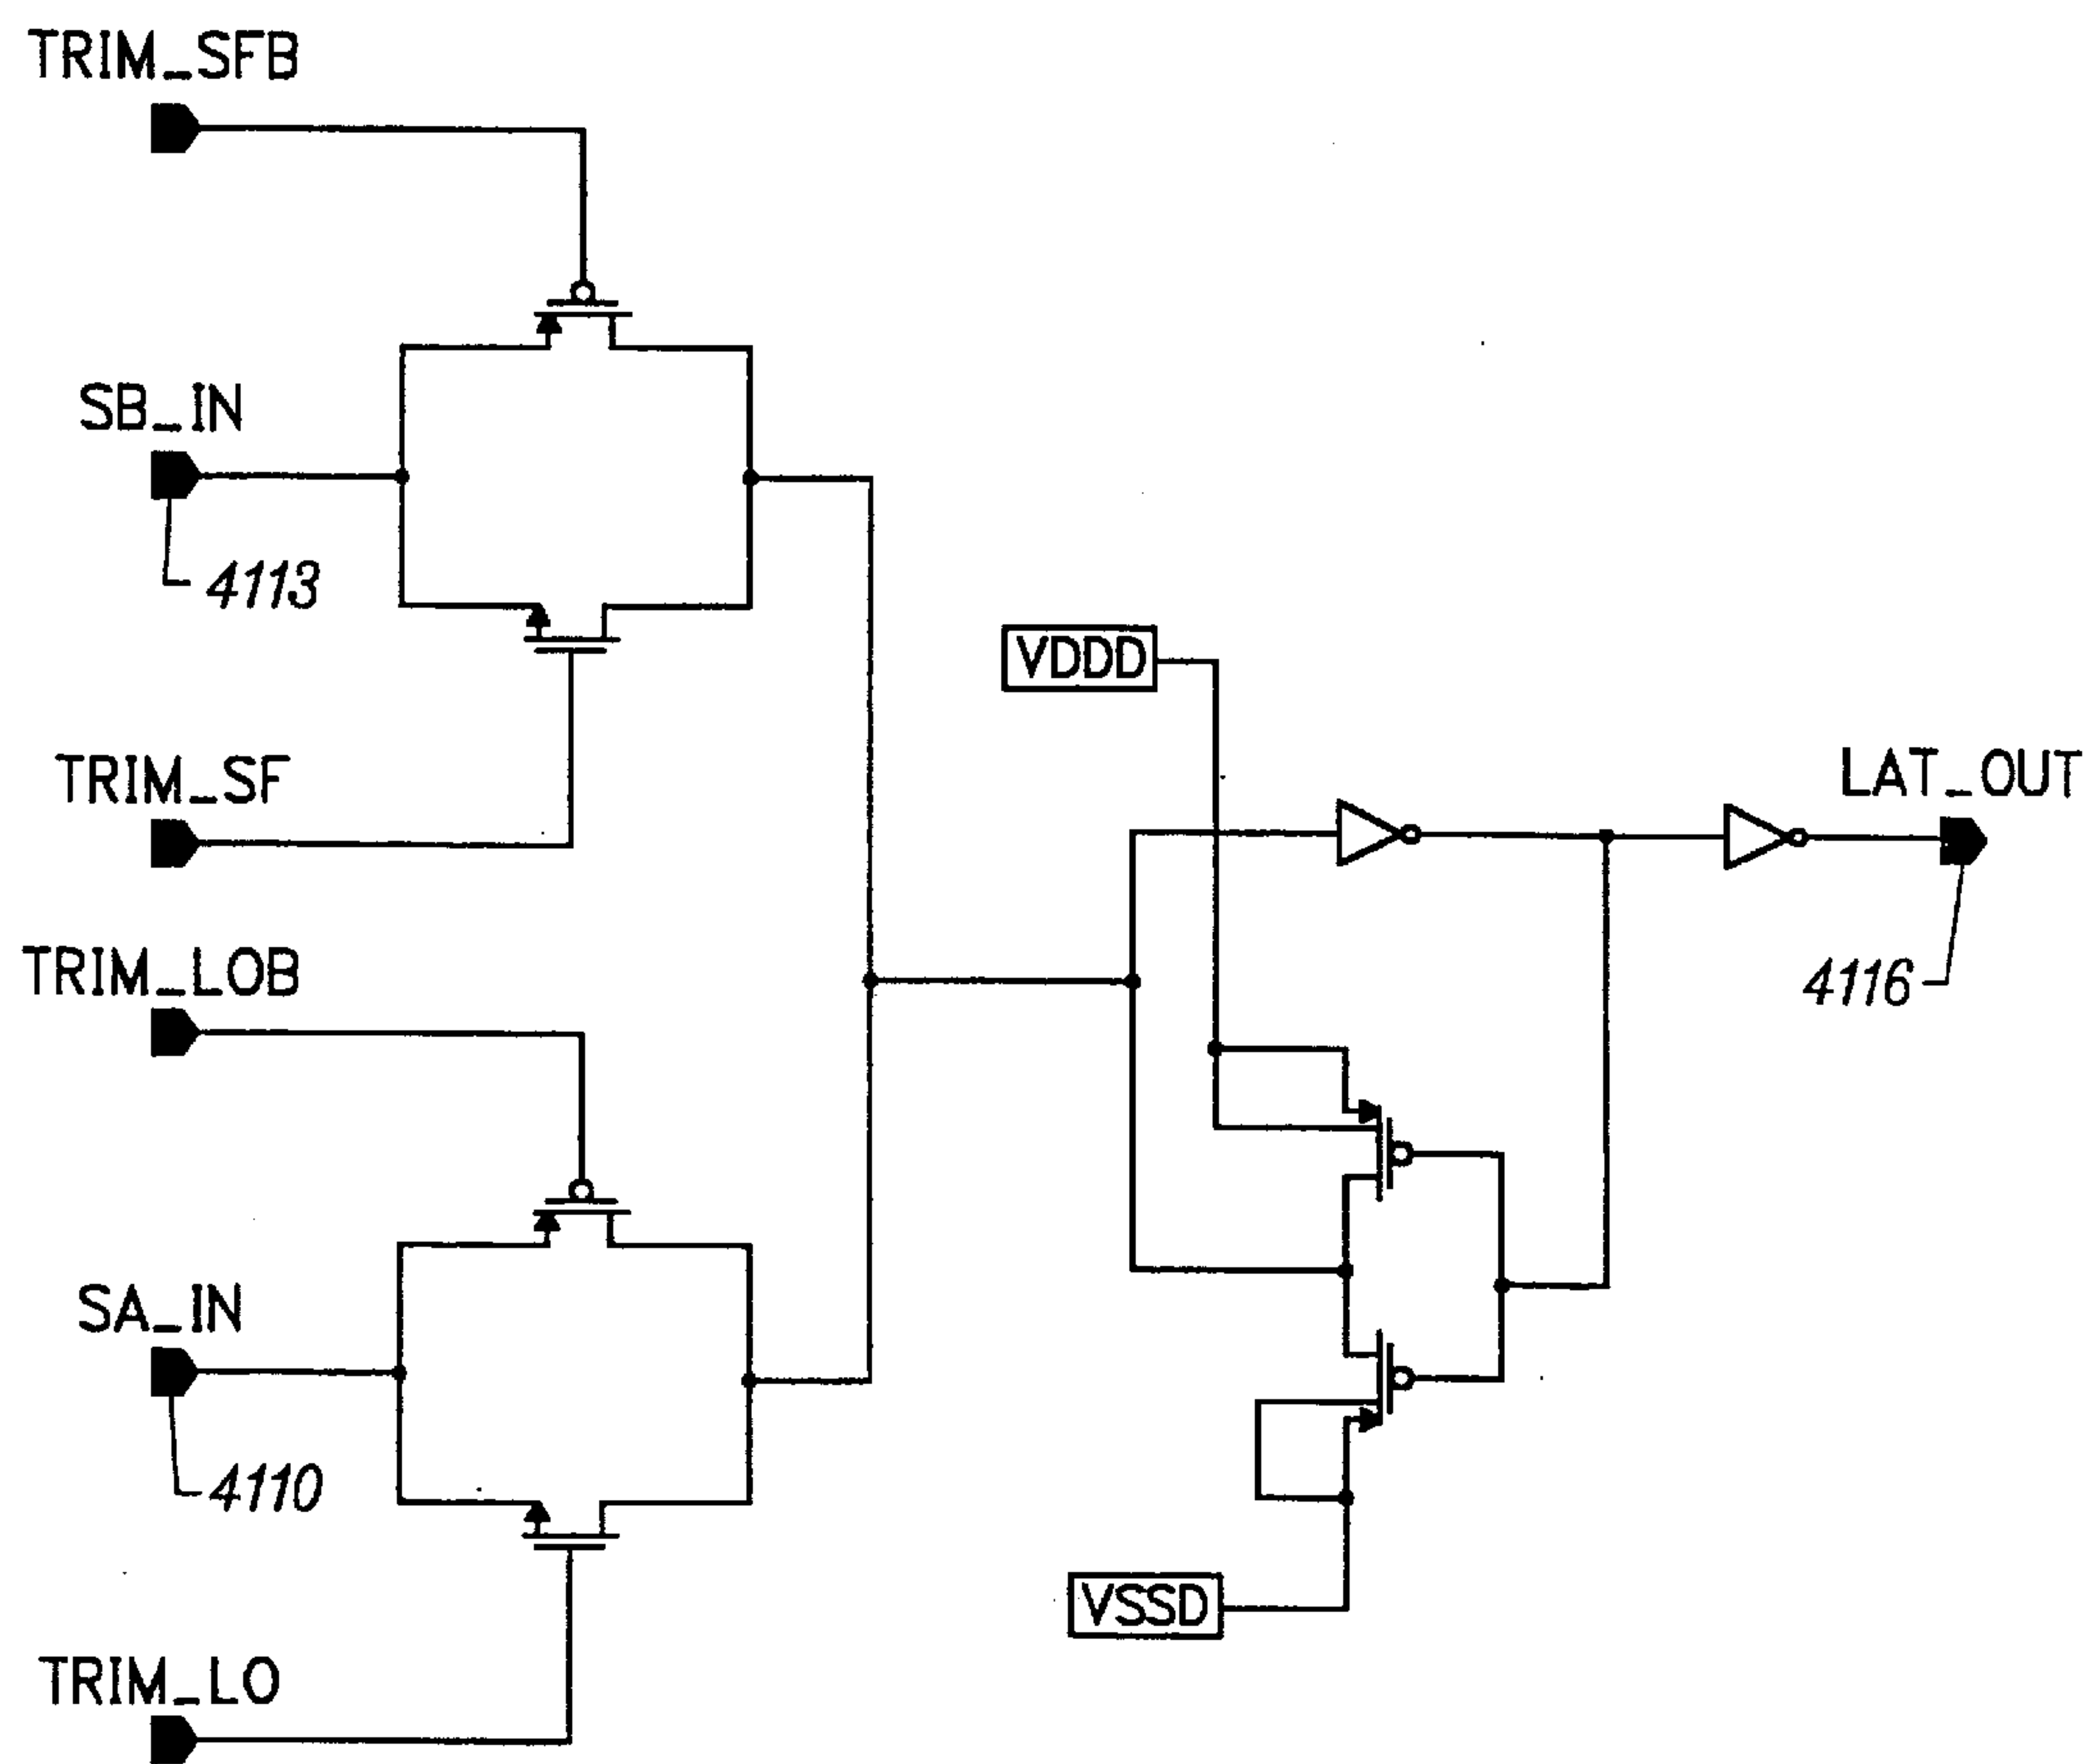 TRIM_SFB
SB_IN
4113
TRIM_SF
VDDD
LAT_OUT
4116
TRIM_LOB
SA_IN
4110
VSSD
TRIM_LO